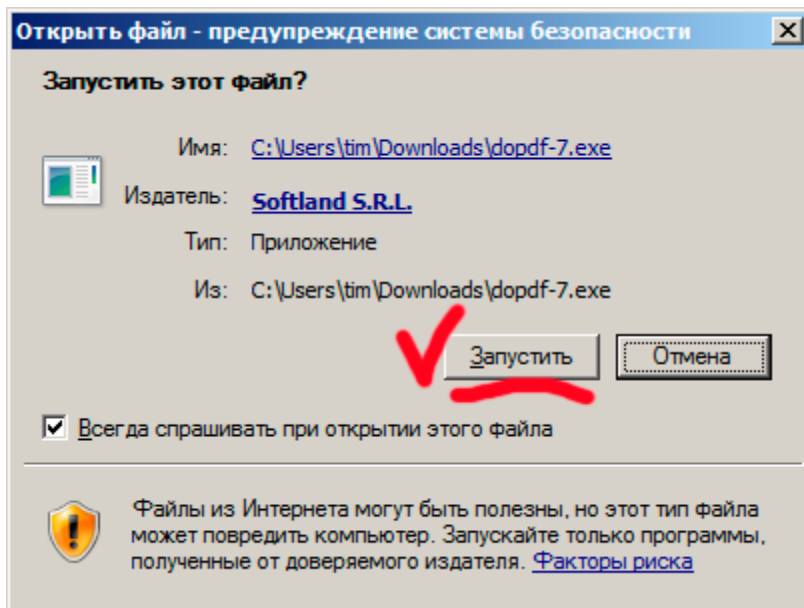 Открыть файл - предупреждение системы безопасности
Запустить этот файл?
Имя: C:\Users\tim\Downloads\dopdf-7.exe
Издатель: Softland S.R.L.
Тип: Приложение
Из: C:\Users\tim\Downloads\dopdf-7.exe
Запустить Отмена
Всегда спрашивать при открытии этого файла
Файлы из Интернета могут быть полезны, но этот тип файла
может повредить компьютер. Запускайте только программы,
полученные от доверяемого издателя. Факторы риска